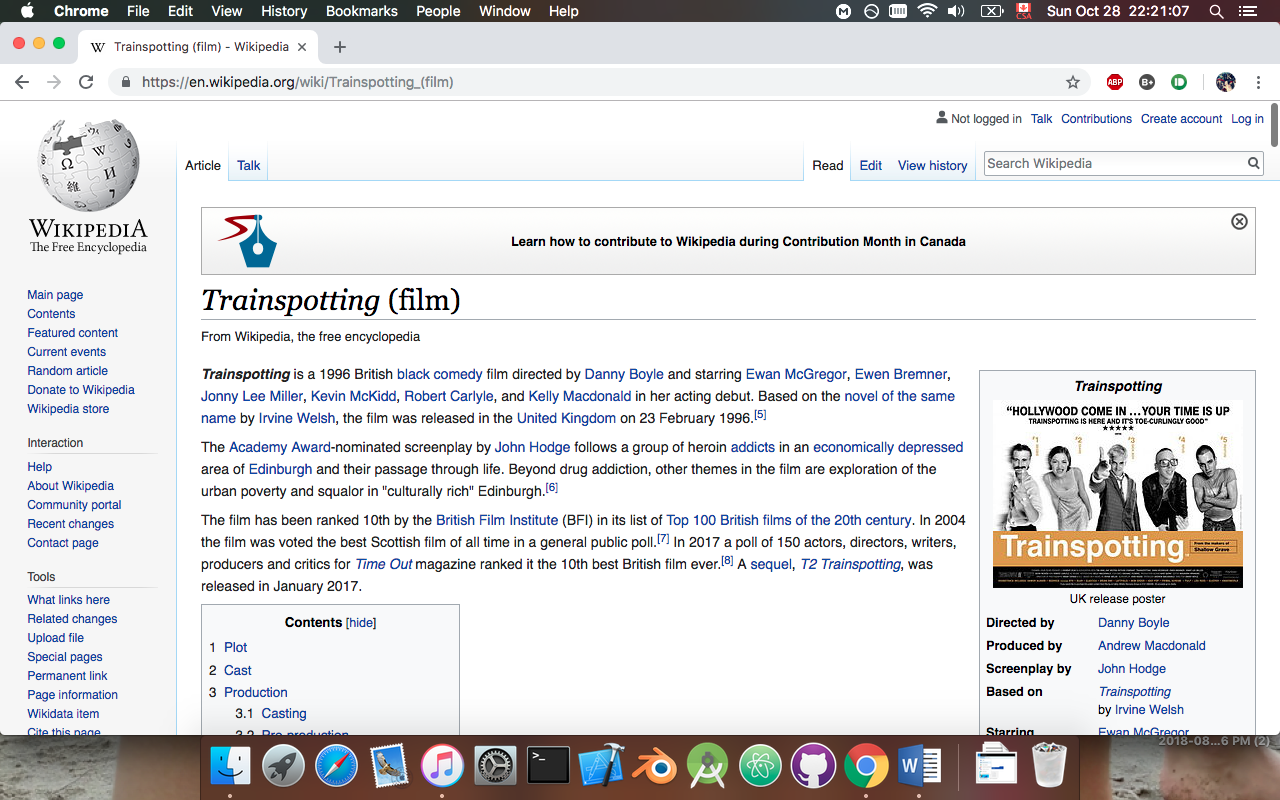 Chrome File Edit View History Bookmarks People Window Help
CSA Sun Oct 28 22:21:07
W Trainspotting (film) - Wikipedia
https://en.wikipedia.org/wiki/Trainspotting_(film)
ABP B+
Not logged in Talk Contributions Create account Log in
Article Talk Read Edit View history Search Wikipedia
WIKIPEDIA
The Free Encyclopedia
Main page
Contents
Featured content
Current events
Random article
Donate to Wikipedia
Wikipedia store
Interaction
Help
About Wikipedia
Community portal
Recent changes
Contact page
Tools
What links here
Related changes
Upload file
Special pages
Permanent link
Page information
Wikidata item
Cite this page
Learn how to contribute to Wikipedia during Contribution Month in Canada
Trainspotting (film)
From Wikipedia, the free encyclopedia
Trainspotting is a 1996 British black comedy film directed by Danny Boyle and starring Ewan McGregor, Ewen Bremner,
Jonny Lee Miller, Kevin McKidd, Robert Carlyle, and Kelly Macdonald in her acting debut. Based on the novel of the same
name by Irvine Welsh, the film was released in the United Kingdom on 23 February 1996.[5]
The Academy Award-nominated screenplay by John Hodge follows a group of heroin addicts in an economically depressed
area of Edinburgh and their passage through life. Beyond drug addiction, other themes in the film are exploration of the
urban poverty and squalor in "culturally rich" Edinburgh.[6]
The film has been ranked 10th by the British Film Institute (BFI) in its list of Top 100 British films of the 20th century. In 2004
the film was voted the best Scottish film of all time in a general public poll.[7] In 2017 a poll of 150 actors, directors, writers,
producers and critics for Time Out magazine ranked it the 10th best British film ever.[8] A sequel, T2 Trainspotting, was
released in January 2017.
Contents [hide]
1 Plot
2 Cast
3 Production
3.1 Casting
3.2 Pre-production
Trainspotting
"HOLLYWOOD COME IN ...YOUR TIME IS UP
TRAINSPOTTING IS HERE AND IT'S TOE-CURLINGLY GOOD"
Trainspotting
From the makers of
Shallow Grave
UK release poster
Directed by Danny Boyle
Produced by Andrew Macdonald
Screenplay by John Hodge
Based on Trainspotting
by Irvine Welsh
Starring Ewan McGregor
2018-08...6 PM (2)
W